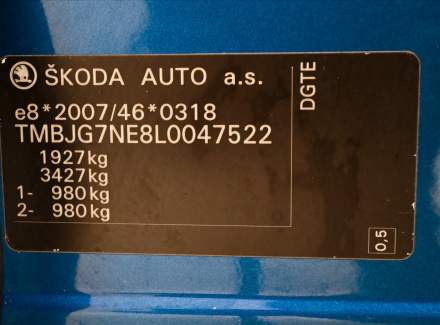 ŠKODA AUTO a.s.
e8*2007/46*0318
TMBJG7NE8L0047522
1927kg
3427kg
1- 980kg
2- 980kg
DGTE
0,5